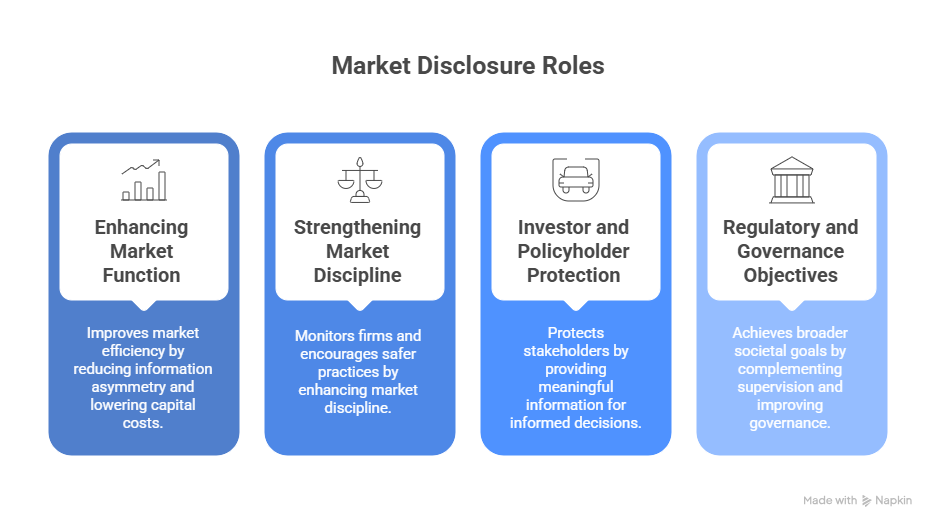 Market Disclosure Roles
Enhancing
Market
Function
Improves market
efficiency by
reducing information
asymmetry and
lowering capital
costs.
Strengthening
Market
Discipline
Monitors firms and
encourages safer
practices by
enhancing market
discipline.
Investor and
Policyholder
Protection
Protects
stakeholders by
providing
meaningful
information for
informed decisions.
Regulatory and
Governance
Objectives
Achieves broader
societal goals by
complementing
supervision and
improving
governance.
Made with Napkin